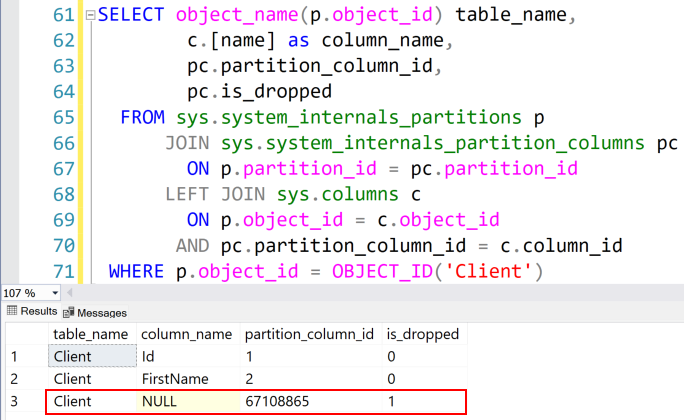 61 SELECT object_name(p.object_id) table_name,
62 c.[name] as column_name,
63 pc.partition_column_id,
64 pc.is_dropped
65 FROM sys.system_internals_partitions p
66 JOIN sys.system_internals_partition_columns pc
67 ON p.partition_id = pc.partition_id
68 LEFT JOIN sys.columns c
69 ON p.object_id = c.object_id
70 AND pc.partition_column_id = c.column_id
71 WHERE p.object_id = OBJECT_ID('Client')
107 %
Results Messages
table_name column_name partition_column_id is_dropped
1 Client Id 1 0
2 Client FirstName 2 0
3 Client NULL 67108865 1